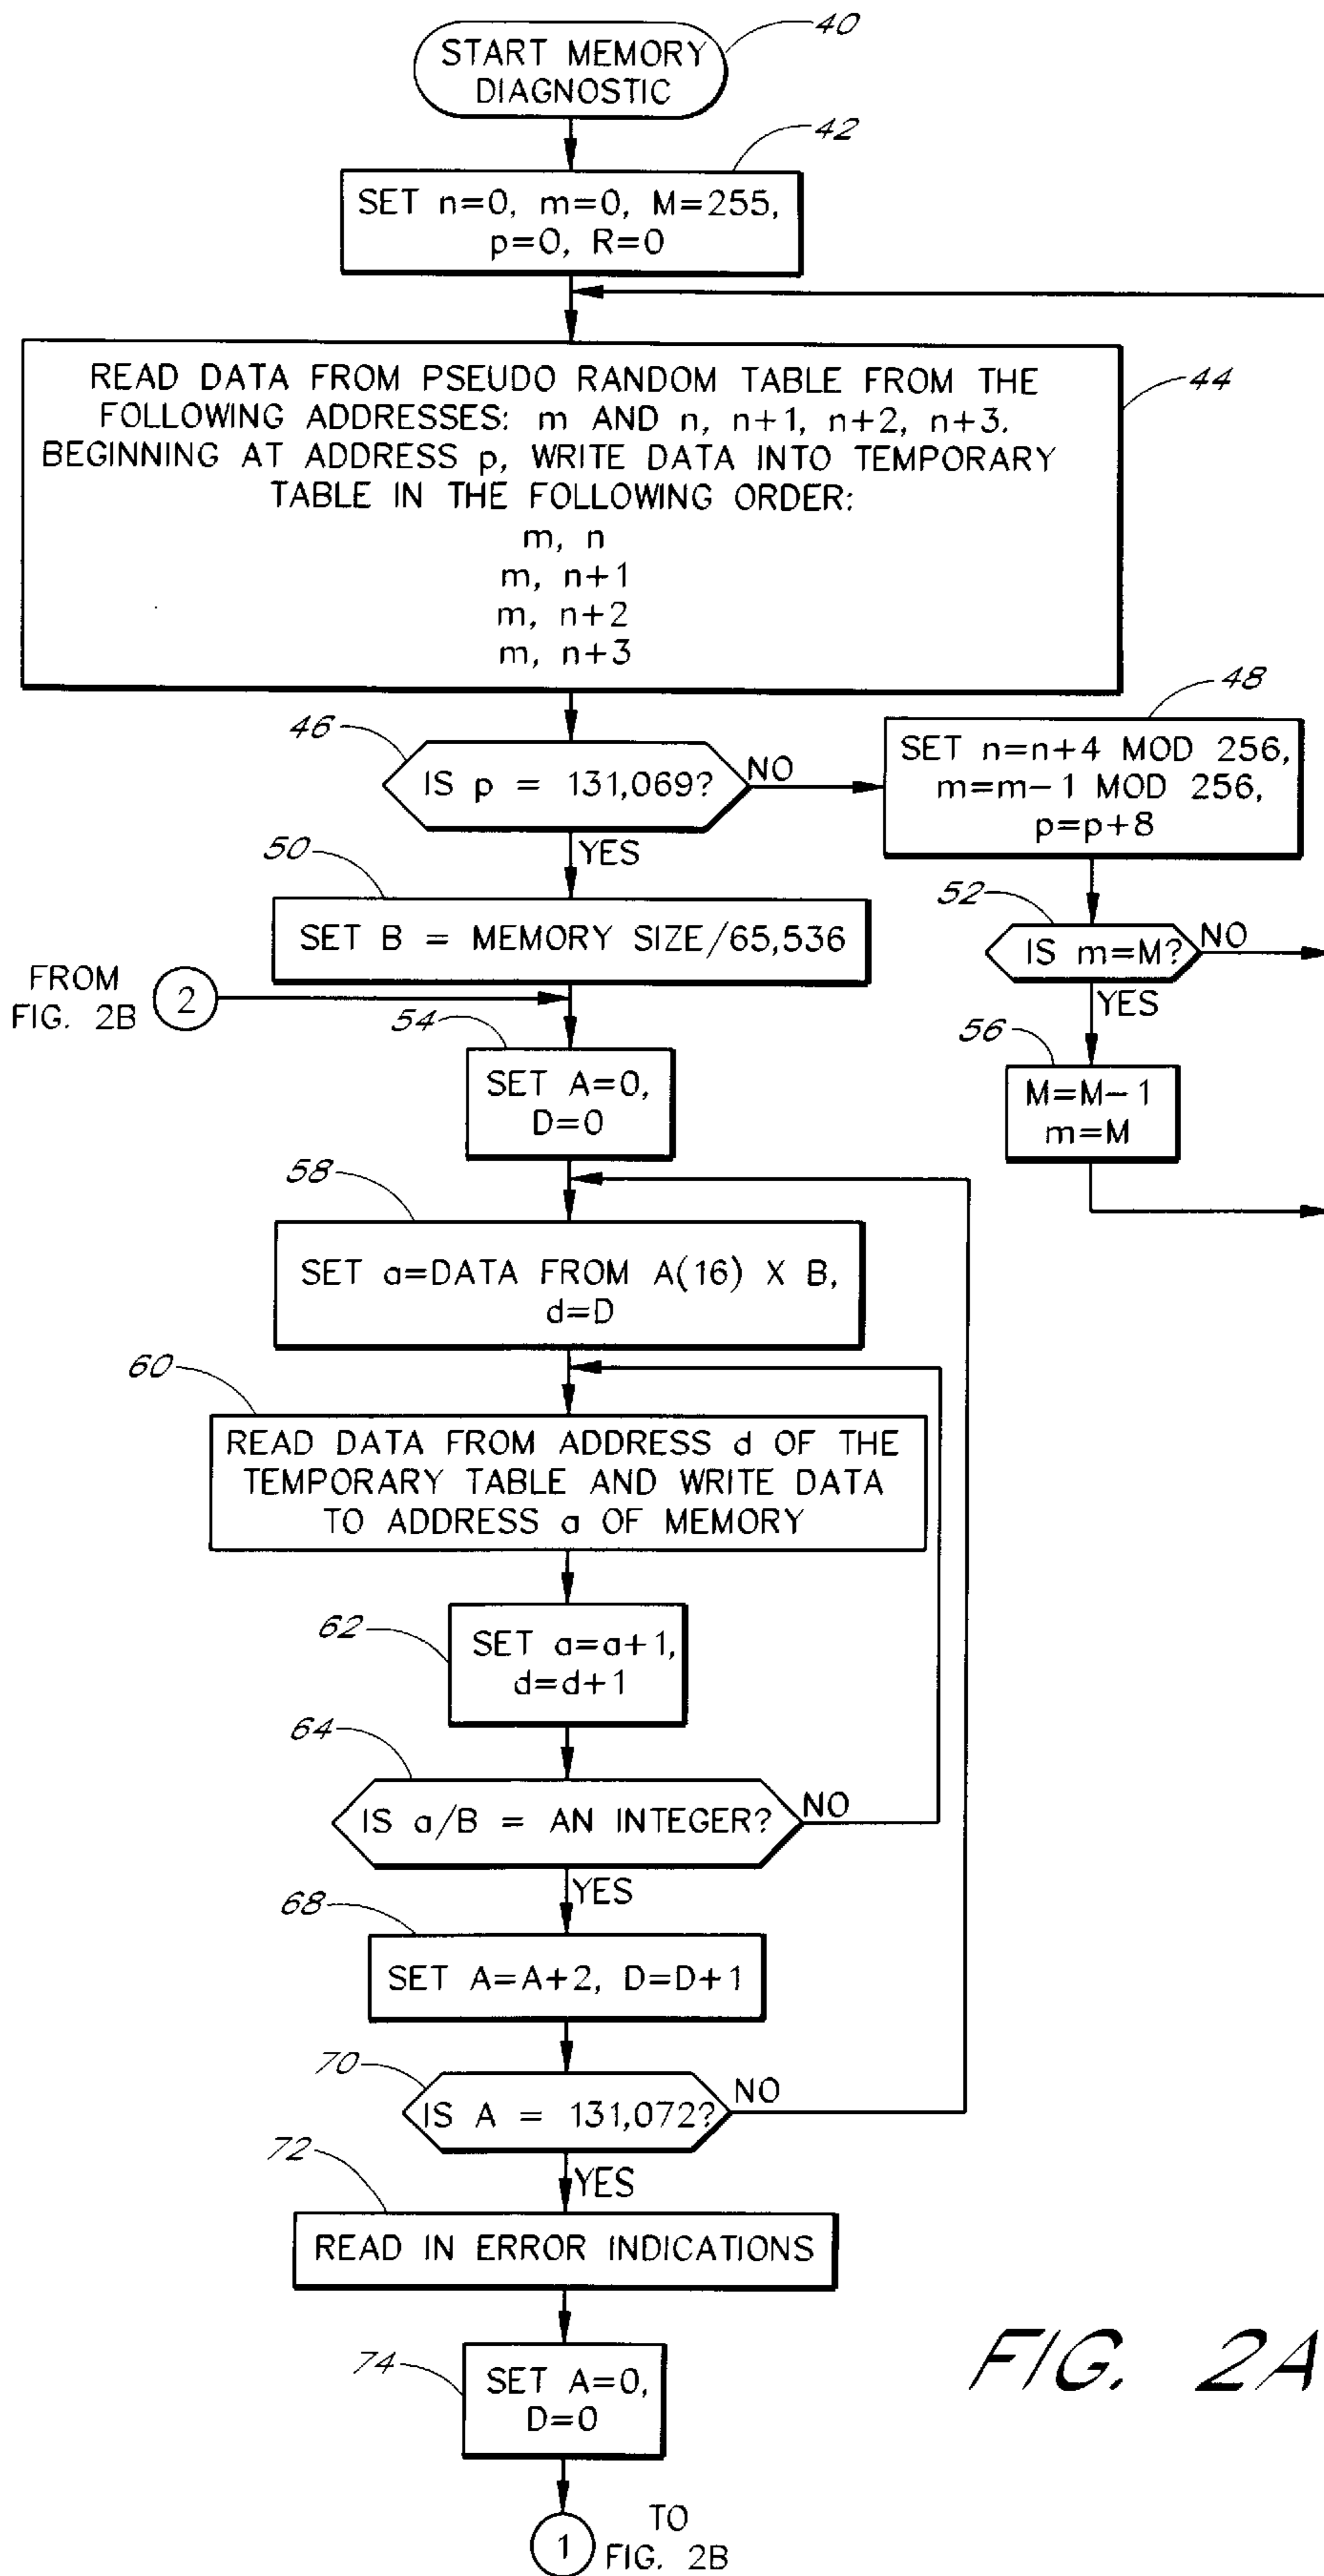 START MEMORY
DIAGNOSTIC
40
42
SET n=0, m=0, M=255,
p=0, R=0
44
READ DATA FROM PSEUDO RANDOM TABLE FROM THE
FOLLOWING ADDRESSES: m AND n, n+1, n+2, n+3.
BEGINNING AT ADDRESS p, WRITE DATA INTO TEMPORARY
TABLE IN THE FOLLOWING ORDER:
m, n
m, n+1
m, n+2
m, n+3
46
IS p = 131,069?
NO
YES
48
SET n=n+4 MOD 256,
m=m-1 MOD 256,
p=p+8
50
SET B = MEMORY SIZE/65,536
52
IS m=M?
NO
YES
FROM
FIG. 2B
2
54
SET A=0,
D=0
56
M=M-1
m=M
58
SET a=DATA FROM A(16) X B,
d=D
60
READ DATA FROM ADDRESS d OF THE
TEMPORARY TABLE AND WRITE DATA
TO ADDRESS a OF MEMORY
62
SET a=a+1,
d=d+1
64
IS a/B = AN INTEGER?
NO
YES
68
SET A=A+2, D=D+1
70
IS A = 131,072?
NO
YES
72
READ IN ERROR INDICATIONS
74
SET A=0,
D=0
1
TO
FIG. 2B
FIG. 2A